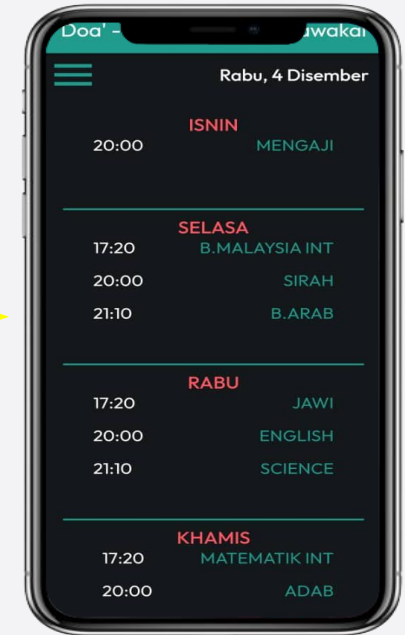 Doa' -
Rabu, 4 Disember
ISNIN
20:00 MENGAJI
SELASA
17:20 B.MALAYSIA INT
20:00 SIRAH
21:10 B.ARAB
RABU
17:20 JAWI
20:00 ENGLISH
21:10 SCIENCE
KHAMIS
17:20 MATEMATIK INT
20:00 ADAB